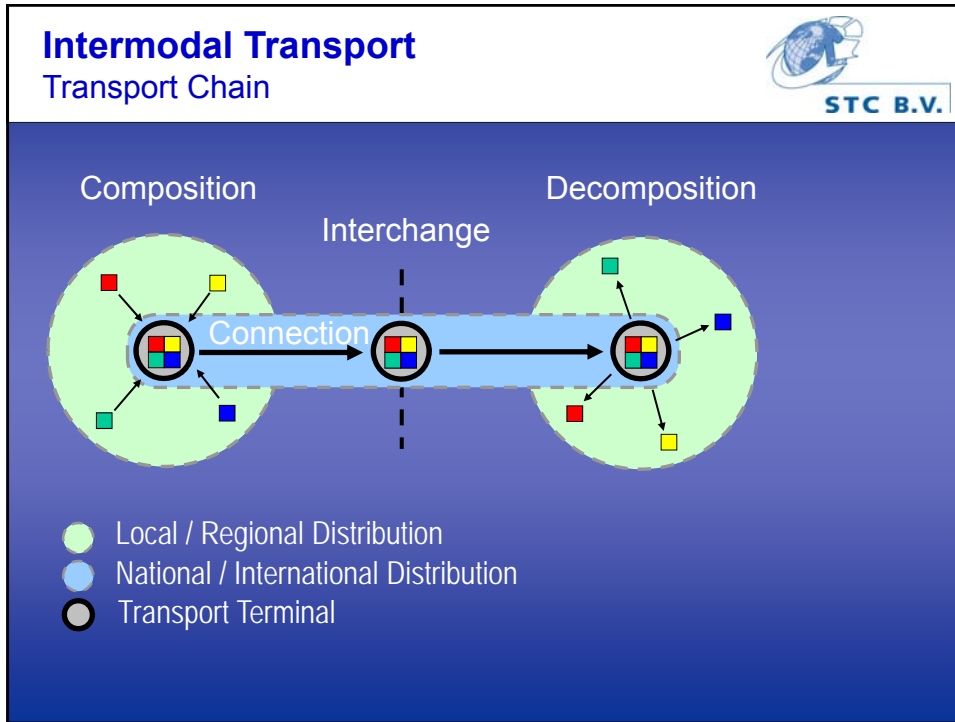 Intermodal Transport
Transport Chain
STC B.V.
Composition
Decomposition
Interchange
Connection
Local / Regional Distribution
National / International Distribution
Transport Terminal